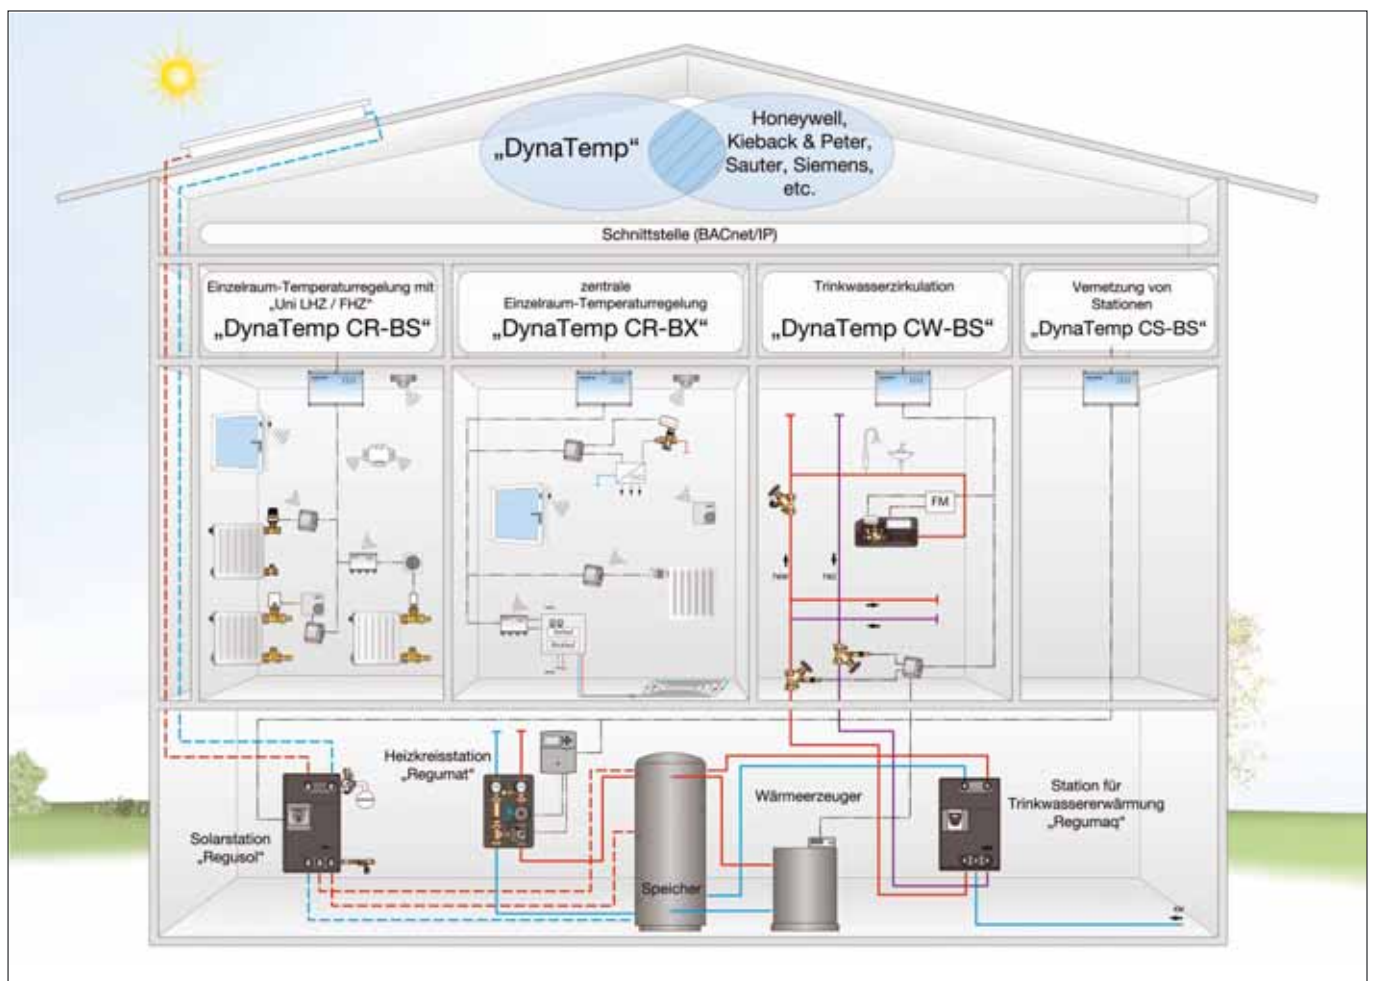 „DynaTemp“
Honeywell,
Kieback & Peter,
Sauter, Siemens,
etc.
Schnittstelle (BACnet/IP)
Einzelraum-Temperaturregelung mit
„Uni LHZ / FHZ“
„DynaTemp CR-BS“
zentrale
Einzelraum-Temperaturregelung
„DynaTemp CR-BX“
Trinkwasserzirkulation
„DynaTemp CW-BS“
Vernetzung von
Stationen
„DynaTemp CS-BS“
FM
Heizkreisstation
„Regumat“
Solarstation
„Regusol“
Speicher
Wärmeerzeuger
Station für
Trinkwassererwärmung
„Regumaq“